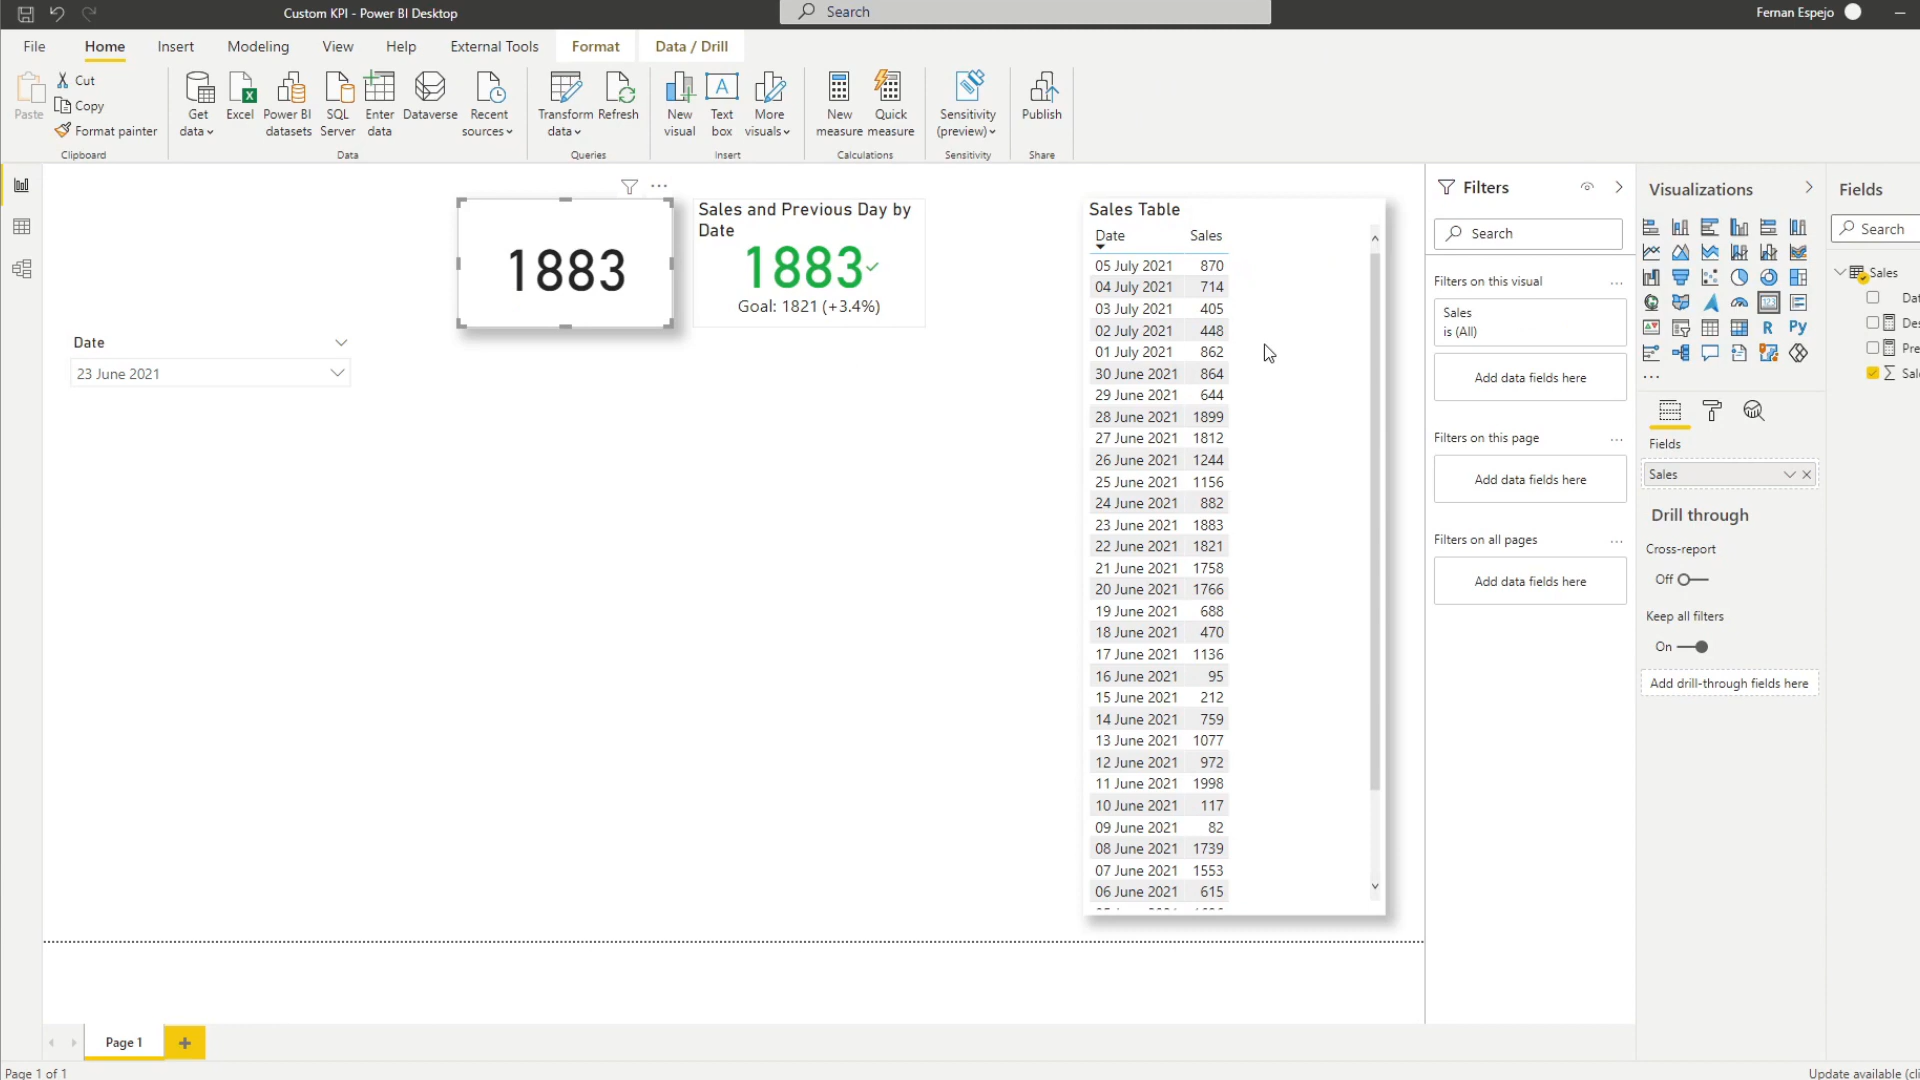 Custom KPI - Power BI Desktop
Search
Fernan Espejo
File
Home
Insert
Modeling
View
Help
External Tools
Format
Data / Drill
Paste
Cut
Copy
Format painter
Clipboard
Get
data
Excel
Power BI
datasets
SQL
Server
Enter
data
Dataverse
Recent
sources
Data
Transform
data
Refresh
Queries
New
visual
A
Text
box
More
visuals
Insert
New
measure
Quick
measure
Calculations
Sensitivity
(preview)
Sensitivity
Publish
Share
Date
23 June 2021
1883
Sales and Previous Day by
Date
1883
Goal: 1821 (+3.4%)
Sales Table
Date Sales
05 July 2021 870
04 July 2021 714
03 July 2021 405
02 July 2021 448
01 July 2021 862
30 June 2021 864
29 June 2021 644
28 June 2021 1899
27 June 2021 1812
26 June 2021 1244
25 June 2021 1156
24 June 2021 882
23 June 2021 1883
22 June 2021 1821
21 June 2021 1758
20 June 2021 1766
19 June 2021 688
18 June 2021 470
17 June 2021 1136
16 June 2021 95
15 June 2021 212
14 June 2021 759
13 June 2021 1077
12 June 2021 972
11 June 2021 1998
10 June 2021 117
09 June 2021 82
08 June 2021 1739
07 June 2021 1553
06 June 2021 615
Filters
Search
Filters on this visual
Sales
is (All)
Add data fields here
Filters on this page
Add data fields here
Filters on all pages
Add data fields here
Visualizations
R
Py
Fields
Sales
Drill through
Cross-report
Off
Keep all filters
On
Add drill-through fields here
Fields
Search
Sales
Dat
Des
Pre
Sal
Page 1
Page 1 of 1
Update available (cli